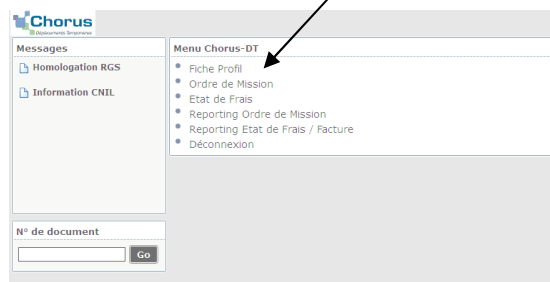 Chorus
Déplacements Temporaires
Messages
Homologation RGS
Information CNIL
N° de document
Go
Menu Chorus-DT
Fiche Profil
Ordre de Mission
Etat de Frais
Reporting Ordre de Mission
Reporting Etat de Frais / Facture
Déconnexion